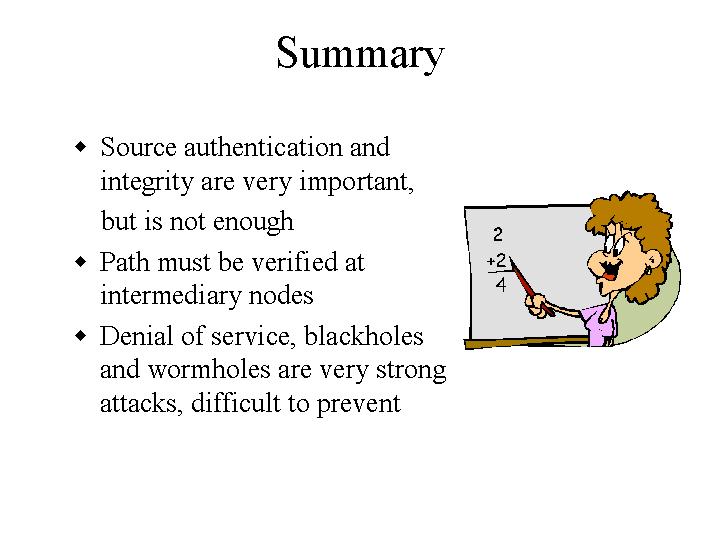 Summary
◆ Source authentication and
integrity are very important,
but is not enough
◆ Path must be verified at
intermediary nodes
◆ Denial of service, blackholes
and wormholes are very strong
attacks, difficult to prevent
2
+2
4